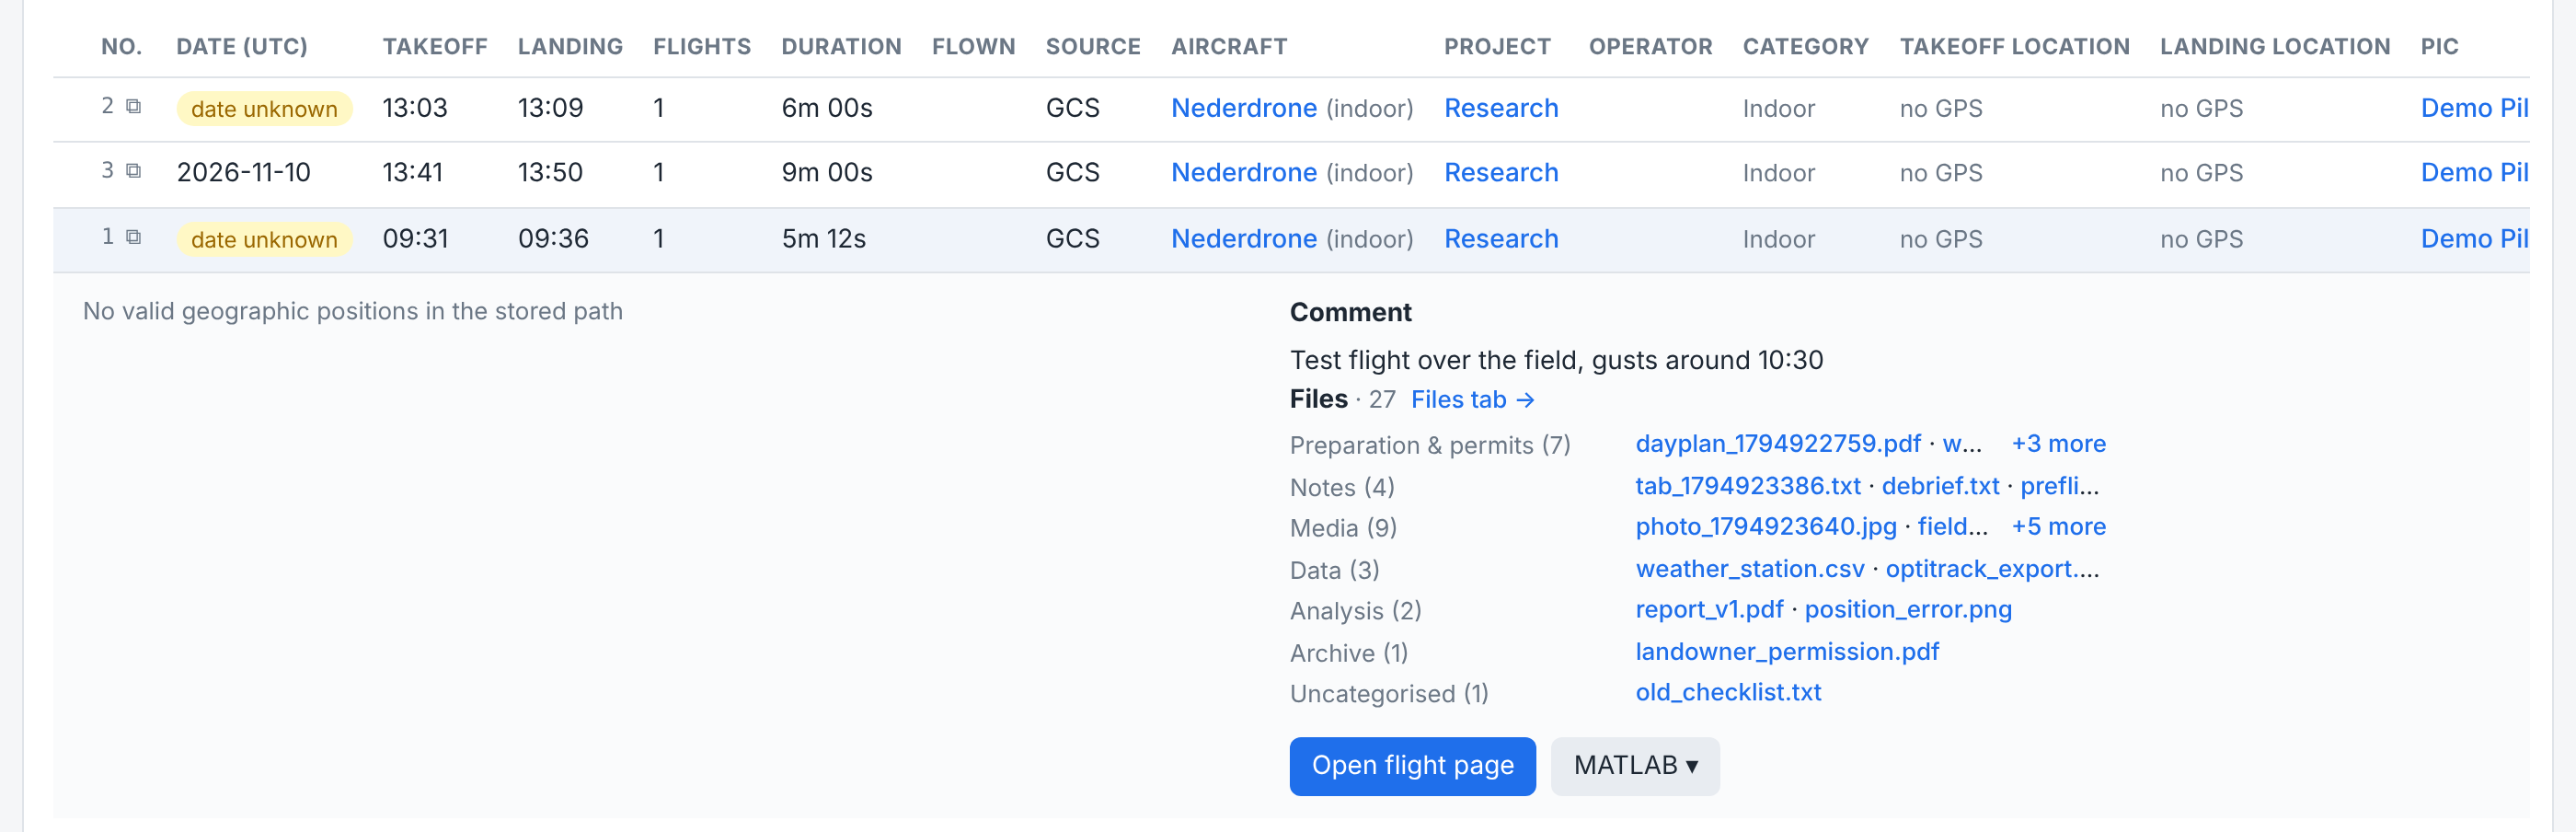 NO. DATE (UTC) TAKEOFF LANDING FLIGHTS DURATION FLOWN SOURCE AIRCRAFT PROJECT OPERATOR CATEGORY TAKEOFF LOCATION LANDING LOCATION PIC
2 date unknown 13:03 13:09 1 6m 00s GCS Nederdrone (indoor) Research Indoor no GPS no GPS Demo Pil
3 2026-11-10 13:41 13:50 1 9m 00s GCS Nederdrone (indoor) Research Indoor no GPS no GPS Demo Pil
1 date unknown 09:31 09:36 1 5m 12s GCS Nederdrone (indoor) Research Indoor no GPS no GPS Demo Pil
No valid geographic positions in the stored path
Comment
Test flight over the field, gusts around 10:30
Files · 27 Files tab →
Preparation & permits (7) dayplan_1794922759.pdf · w... +3 more
Notes (4) tab_1794923386.txt · debrief.txt · prefli...
Media (9) photo_1794923640.jpg · field... +5 more
Data (3) weather_station.csv · optitrack_export....
Analysis (2) report_v1.pdf · position_error.png
Archive (1) landowner_permission.pdf
Uncategorised (1) old_checklist.txt
Open flight page MATLAB ▾